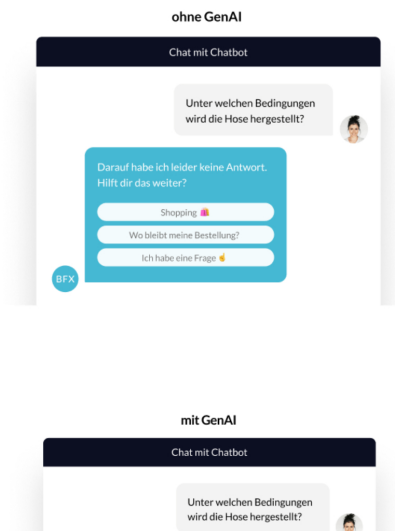 ohne GenAI
Chat mit Chatbot
Unter welchen Bedingungen
wird die Hose hergestellt?
Darauf habe ich leider keine Antwort.
Hilft dir das weiter?
Shopping 🛍️
Wo bleibt meine Bestellung?
Ich habe eine Frage ☝️
BFX
mit GenAI
Chat mit Chatbot
Unter welchen Bedingungen
wird die Hose hergestellt?